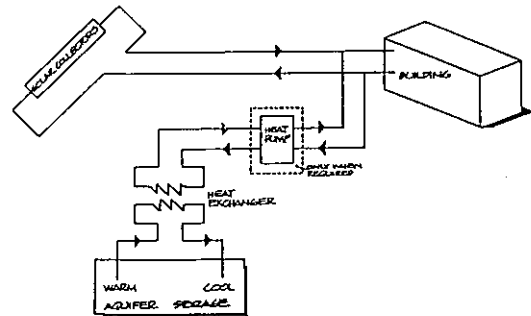 SOLAR COLLECTORS
BUILDING
HEAT
PUMP
ONLY WHEN
REQUIRED
HEAT
EXCHANGER
WARM
COOL
AQUIFER STORAGE